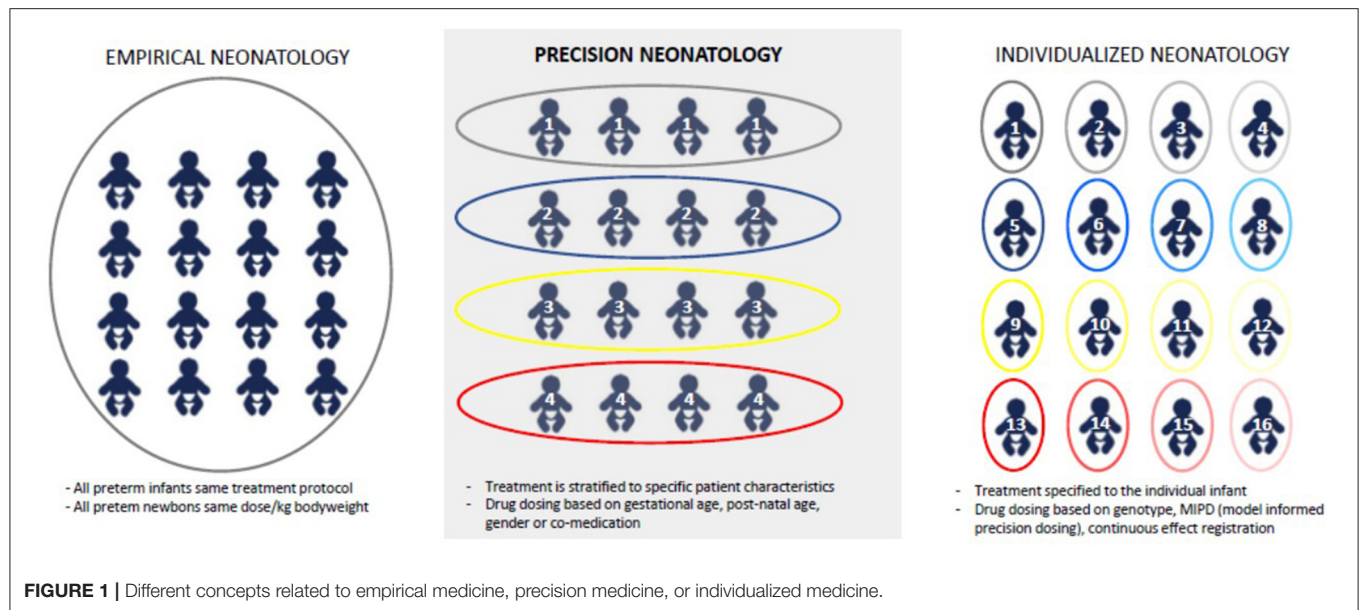 EMPIRICAL NEONATOLOGY
- All preterm infants same treatment protocol
- All pretem newbons same dose/kg bodyweight
PRECISION NEONATOLOGY
1 1 1 1
2 2 2 2
3 3 3 3
4 4 4 4
- Treatment is stratified to specific patient characteristics
- Drug dosing based on gestational age, post-natal age,
gender or co-medication
INDIVIDUALIZED NEONATOLOGY
1 2 3 4
5 6 7 8
9 10 11 12
13 14 15 16
- Treatment specified to the individual infant
- Drug dosing based on genotype, MIPD (model informed
precision dosing), continuous effect registration
FIGURE 1 | Different concepts related to empirical medicine, precision medicine, or individualized medicine.